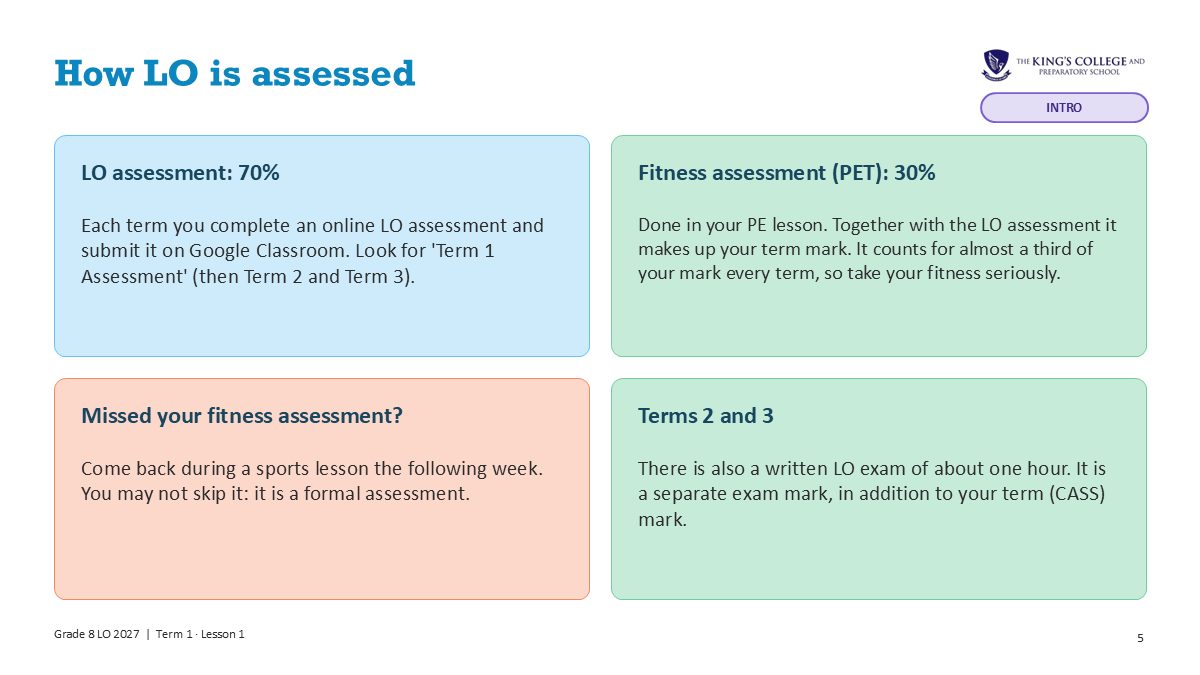 How LO is assessed
THE KING'S COLLEGE AND
PREPARATORY SCHOOL
INTRO
LO assessment: 70%
Each term you complete an online LO assessment and
submit it on Google Classroom. Look for 'Term 1
Assessment' (then Term 2 and Term 3).
Fitness assessment (PET): 30%
Done in your PE lesson. Together with the LO assessment it
makes up your term mark. It counts for almost a third of
your mark every term, so take your fitness seriously.
Missed your fitness assessment?
Come back during a sports lesson the following week.
You may not skip it: it is a formal assessment.
Terms 2 and 3
There is also a written LO exam of about one hour. It is
a separate exam mark, in addition to your term (CASS)
mark.
Grade 8 LO 2027 | Term 1 · Lesson 1
5